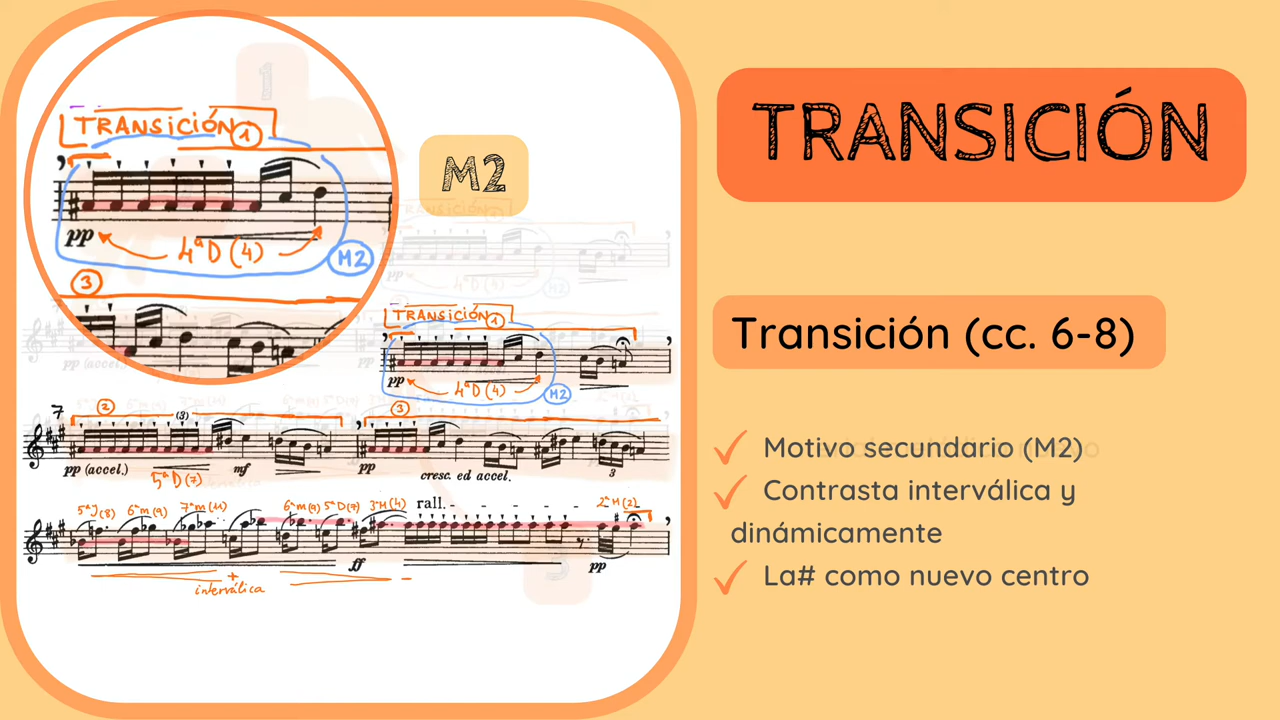 TRANSICIÓN 1
pp
4ªD (4)
M2
3
M2
TRANSICIÓN 1
pp
4ªD (4)
M2
7
2
(3)
3
pp (accel.)
5ªD (7)
mf
pp
cresc. ed accel.
3
5ªJ (8)
6ªm (9)
7ªm (11)
6ªm (9)
5ªD (7)
3ªM (4)
rall.
2ªM (2)
ff
pp
+
interválica
TRANSICIÓN
Transición (cc. 6-8)
✓ Motivo secundario (M2)
✓ Contrasta interválica y
dinámicamente
✓ La# como nuevo centro